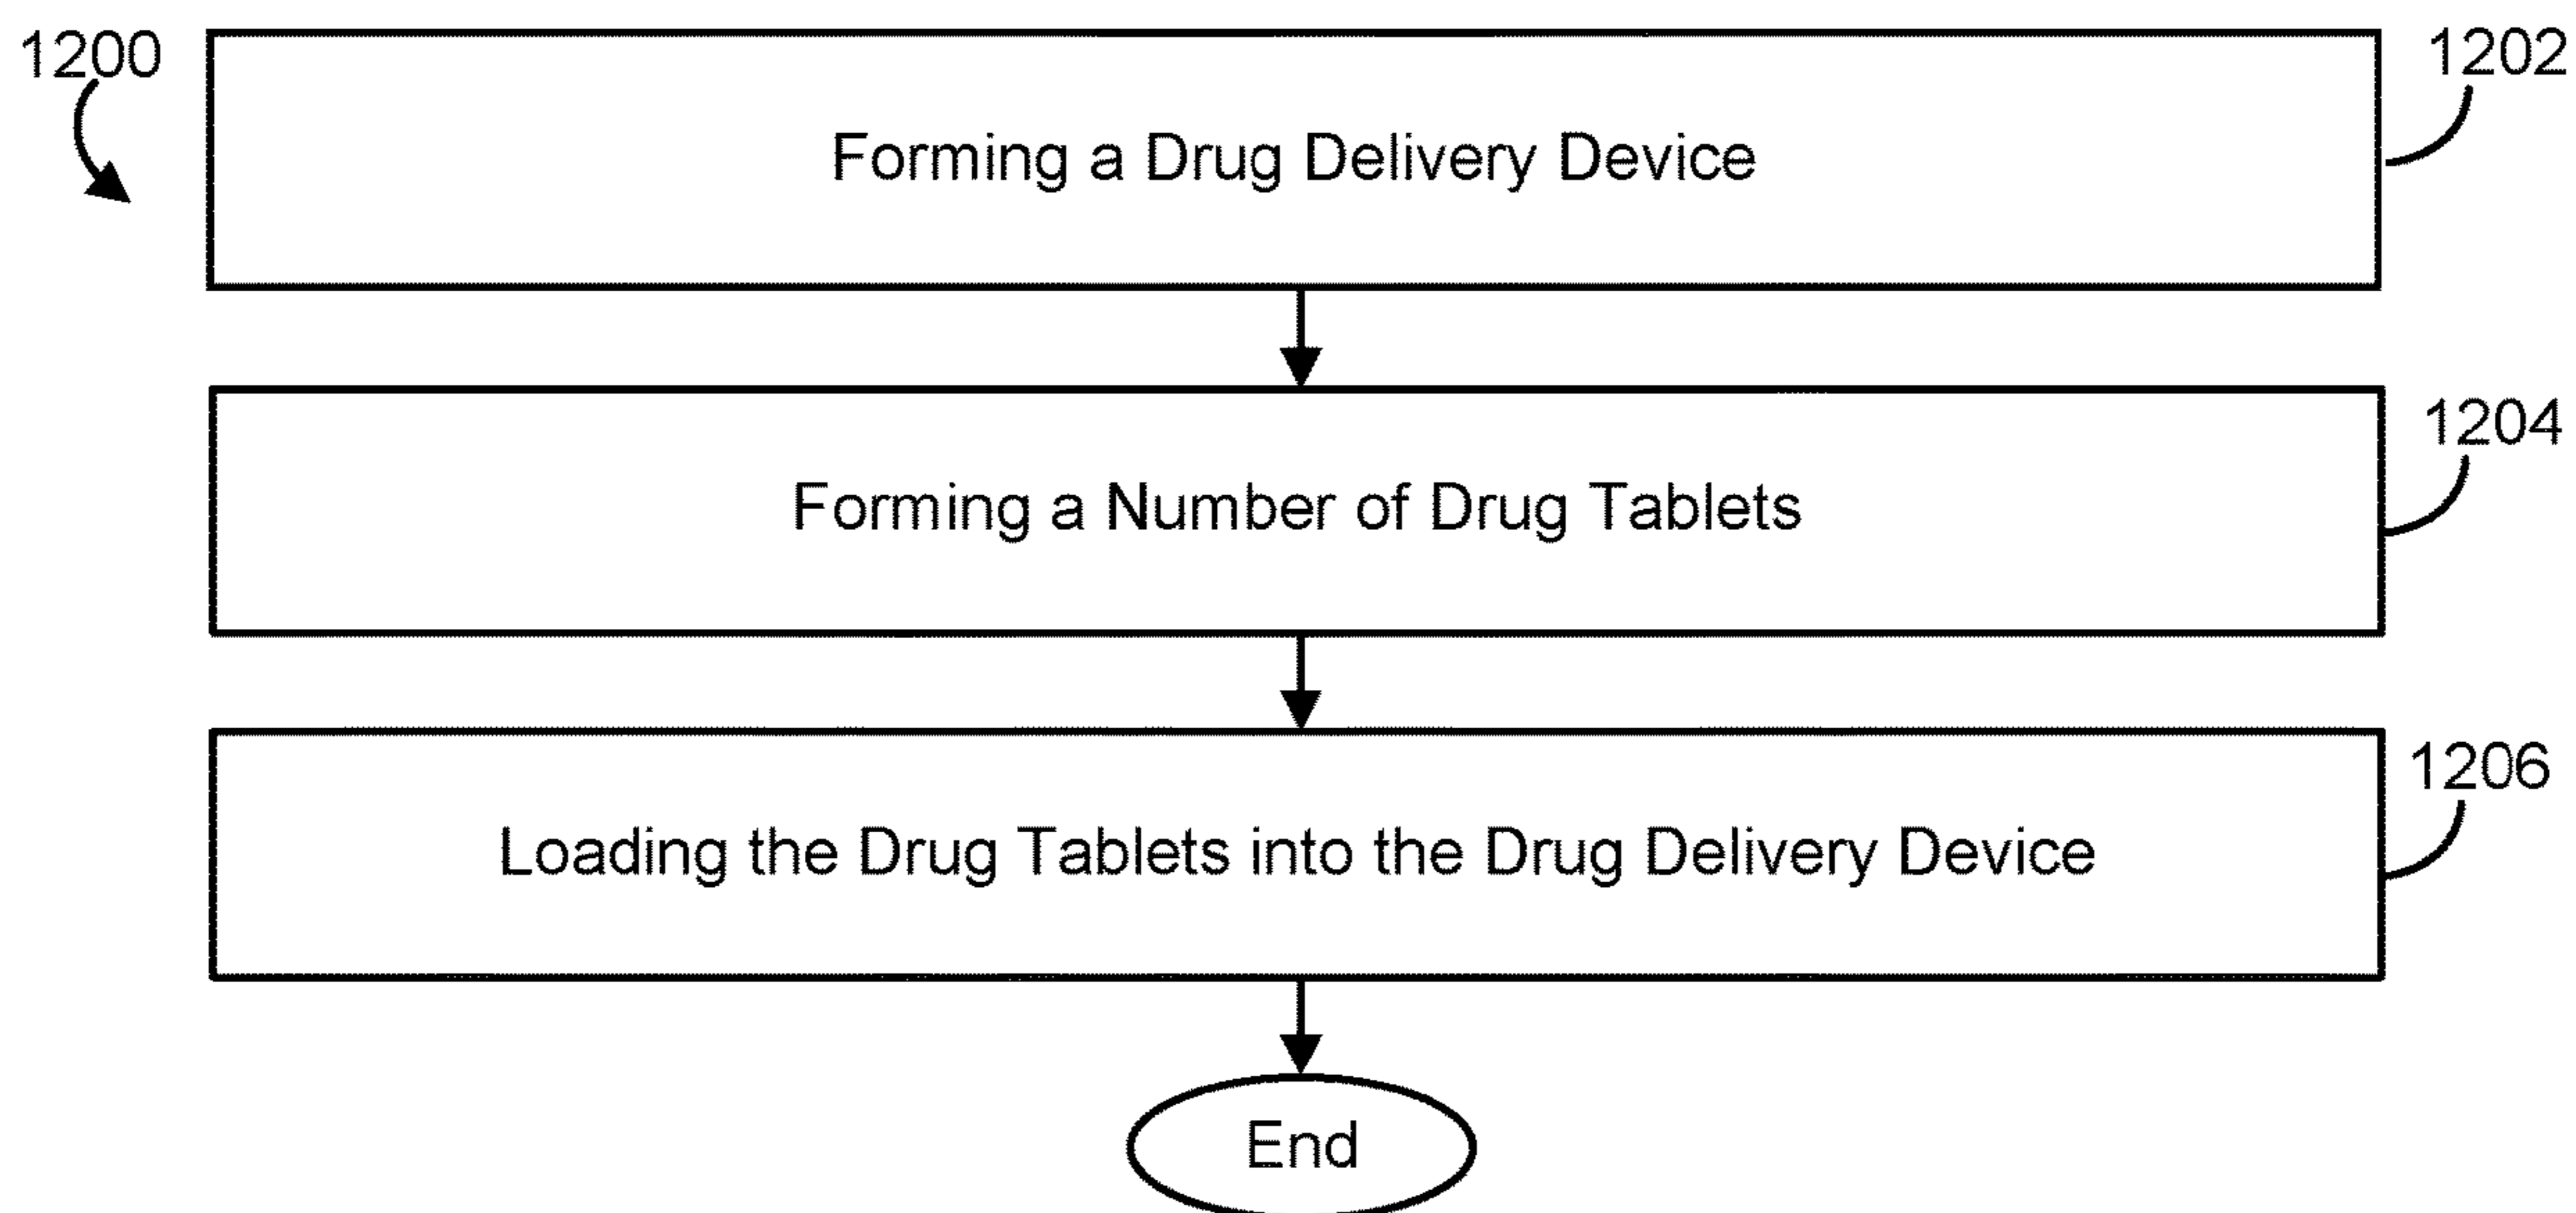 1200
1202
Forming a Drug Delivery Device
1204
Forming a Number of Drug Tablets
1206
Loading the Drug Tablets into the Drug Delivery Device
End